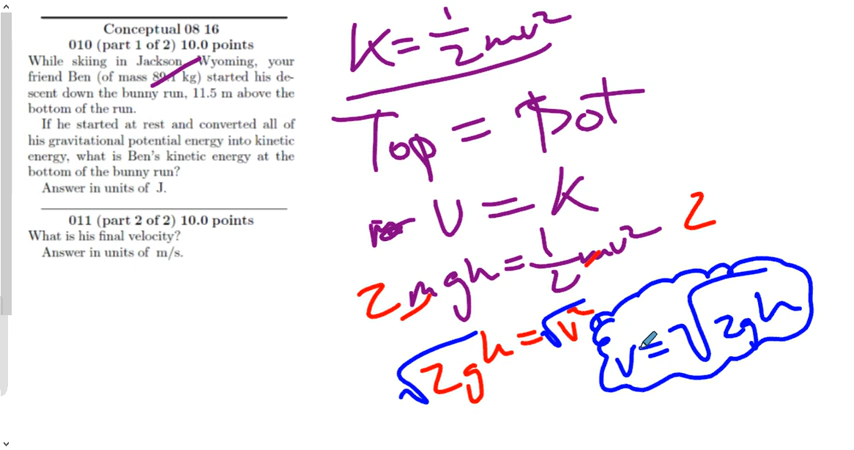 Conceptual 08 16
010 (part 1 of 2) 10.0 points
While skiing in Jackson, Wyoming, your
friend Ben (of mass kg) started his de-
scent down the bunny run, 11.5 m above the
bottom of the run.
If he started at rest and converted all of
his gravitational potential energy into kinetic
energy, what is Ben's kinetic energy at the
bottom of the bunny run?
Answer in units of J.
011 (part 2 of 2) 10.0 points
What is his final velocity?
Answer in units of m/s.
K = 1/2 mv²
Top = Bot
U = K
2 mgh = 1/2 mv² 2
√2gh = √v²
v = √2gh